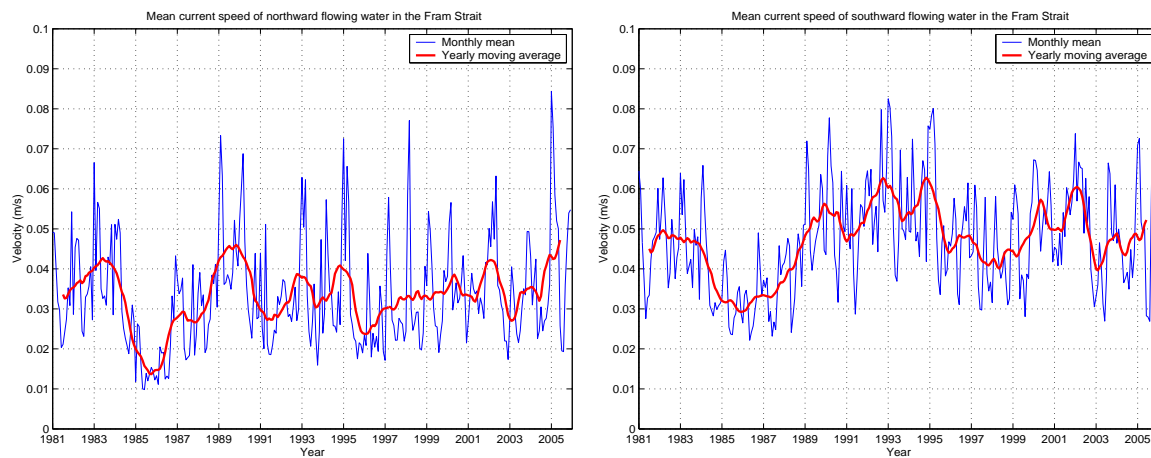 Mean current speed of northward flowing water in the Fram Strait
Monthly mean
Yearly moving average
Velocity (m/s)
0.1
0.09
0.08
0.07
0.06
0.05
0.04
0.03
0.02
0.01
0
1981 1983 1985 1987 1989 1991 1993 1995 1997 1999 2001 2003 2005
Year
Mean current speed of southward flowing water in the Fram Strait
Monthly mean
Yearly moving average
Velocity (m/s)
0.1
0.09
0.08
0.07
0.06
0.05
0.04
0.03
0.02
0.01
0
1981 1983 1985 1987 1989 1991 1993 1995 1997 1999 2001 2003 2005
Year